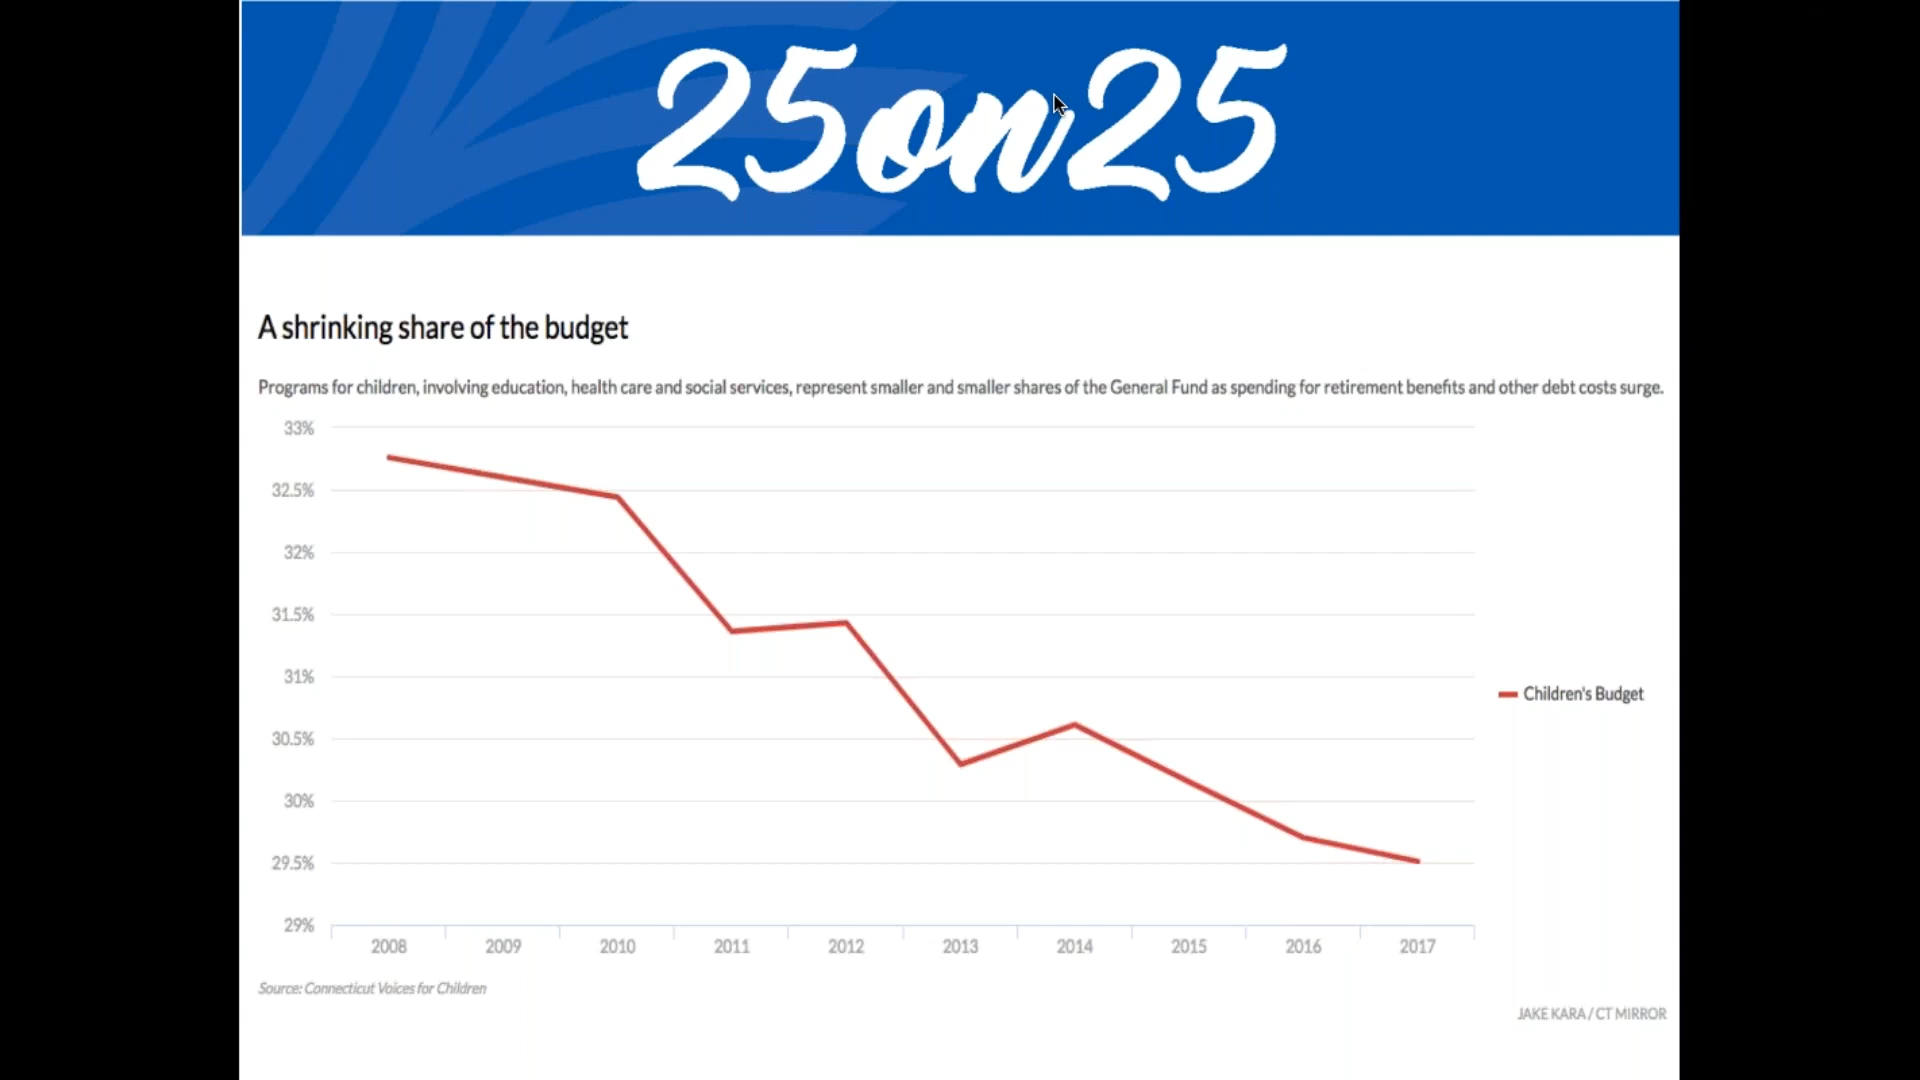 25on25
A shrinking share of the budget
Programs for children, involving education, health care and social services, represent smaller and smaller shares of the General Fund as spending for retirement benefits and other debt costs surge.
33%
32.5%
32%
31.5%
31%
30.5%
30%
29.5%
29%
Children's Budget
2008 2009 2010 2011 2012 2013 2014 2015 2016 2017
Source: Connecticut Voices for Children
JAKE KARA / CT MIRROR